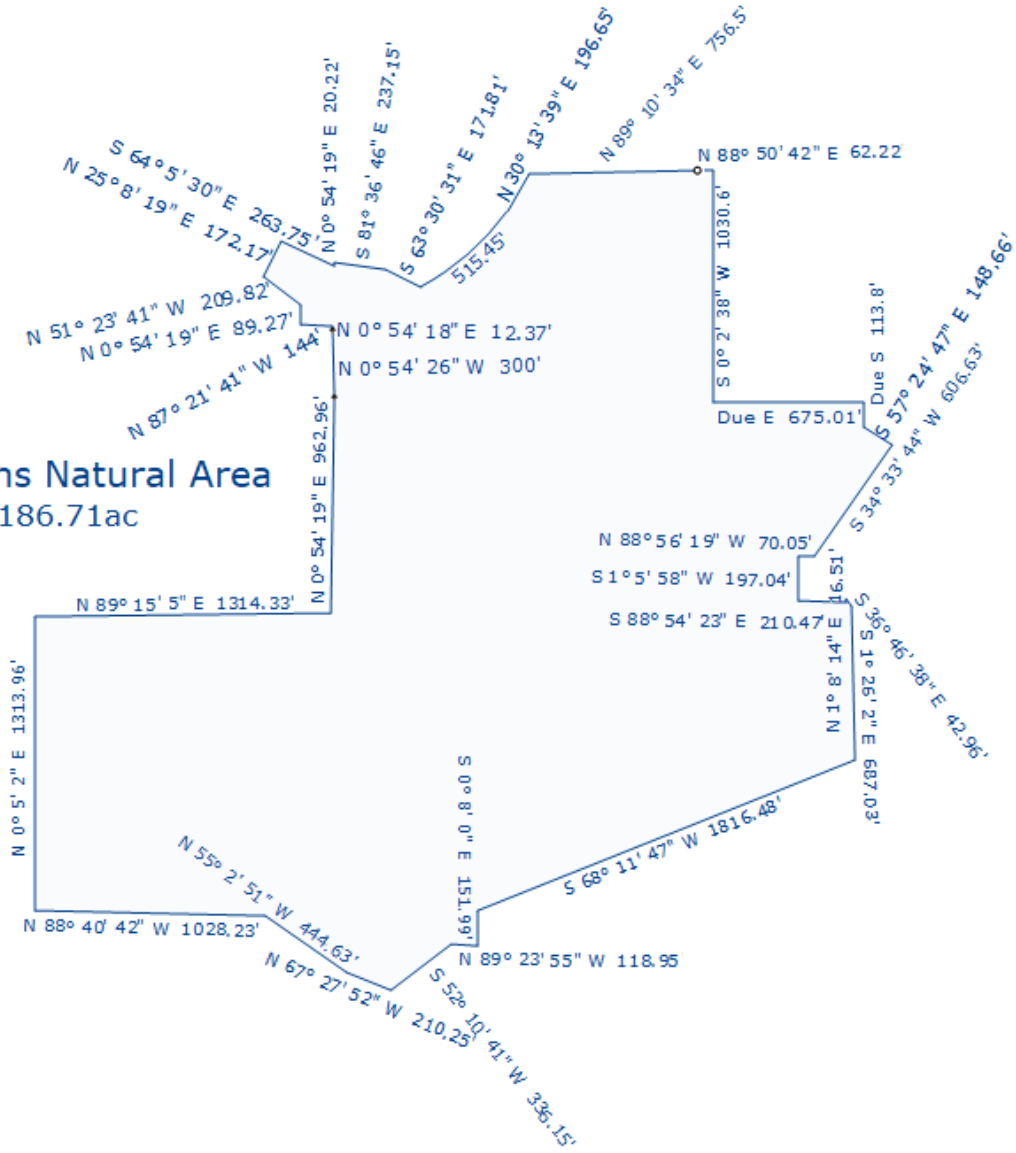 N 30° 13' 39" E 196.65'
N 89° 10' 34" E 756.5'
N 0° 54' 19" E 20.22'
S 81° 36' 46" E 237.15'
S 63° 30' 31" E 171.81'
N 88° 50' 42" E 62.22
S 64° 5' 30" E 263.75'
N 25° 8' 19" E 172.17'
515.45'
S 0° 2' 38" W 1030.6'
N 51° 23' 41" W 209.82'
N 0° 54' 19" E 89.27'
N 87° 21' 41" W 144'
N 0° 54' 18" E 12.37'
N 0° 54' 26" W 300'
Due S 113.8'
S 57° 24' 47" E 148.66'
S 34° 33' 44" W 606.63'
Due E 675.01'
N 0° 54' 19" E 962.96'
ns Natural Area
186.71ac
N 88° 56' 19" W 70.05'
S 1° 5' 58" W 197.04'
S 88° 54' 23" E 210.47'
N 1° 8' 14" E 16.51'
S 36° 46' 38" E 42.96'
S 1° 26' 2" E 687.03'
N 89° 15' 5" E 1314.33'
N 0° 5' 2" E 1313.96'
S 0° 8' 0" E 151.99'
S 68° 11' 47" W 1816.48'
N 55° 2' 51" W 444.63'
N 88° 40' 42" W 1028.23'
N 67° 27' 52" W 210.25'
N 89° 23' 55" W 118.95
S 52° 10' 41" W 336.15'